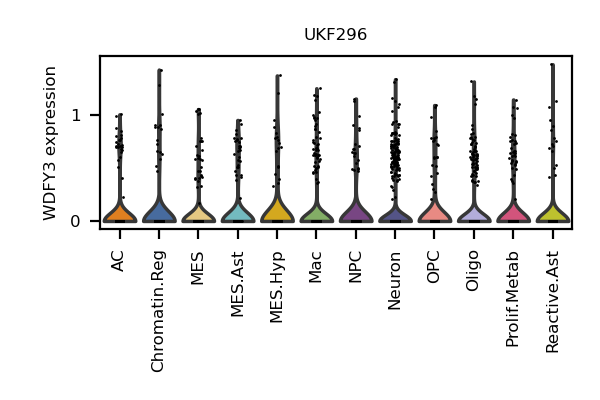 UKF296
WDFY3 expression
1
0
AC
Chromatin.Reg
MES
MES.Ast
MES.Hyp
Mac
NPC
Neuron
OPC
Oligo
Prolif.Metab
Reactive.Ast